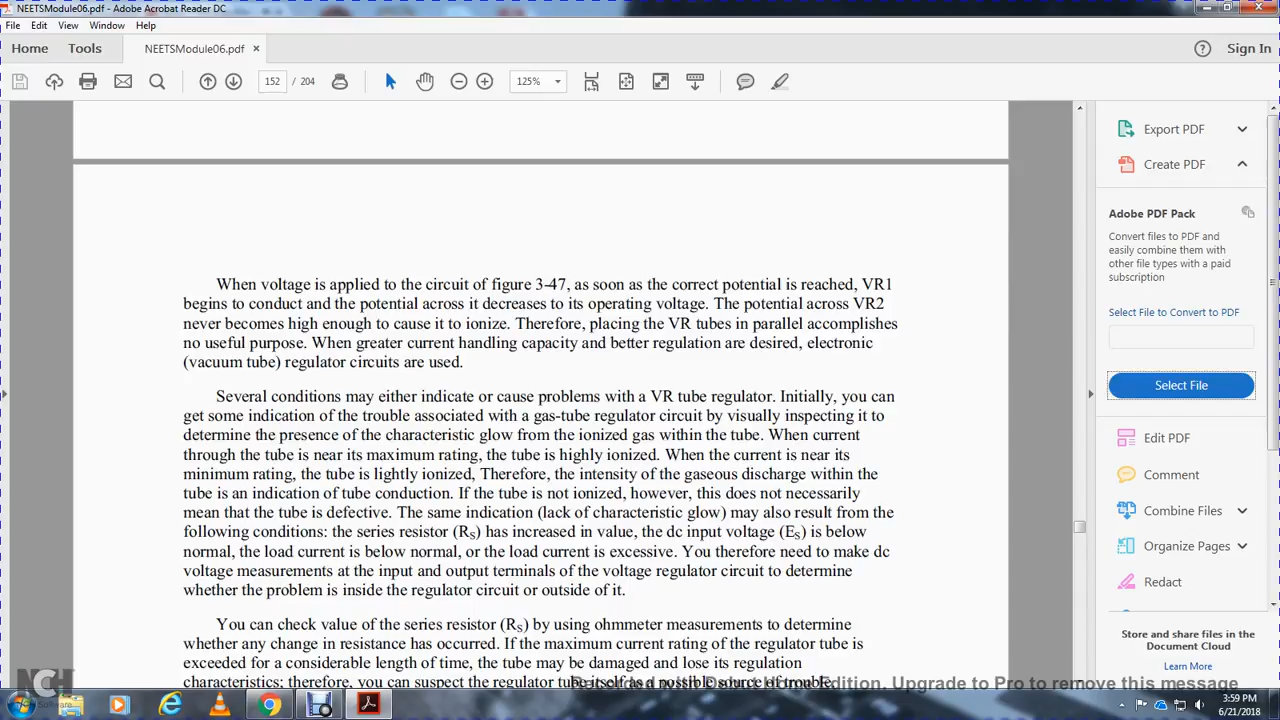 NEETSModule06.pdf - Adobe Acrobat Reader DC
File Edit View Window Help
Home Tools NEETSModule06.pdf × Sign In
152 / 204 125%
When voltage is applied to the circuit of figure 3-47, as soon as the correct potential is reached, VR1
begins to conduct and the potential across it decreases to its operating voltage. The potential across VR2
never becomes high enough to cause it to ionize. Therefore, placing the VR tubes in parallel accomplishes
no useful purpose. When greater current handling capacity and better regulation are desired, electronic
(vacuum tube) regulator circuits are used.
Several conditions may either indicate or cause problems with a VR tube regulator. Initially, you can
get some indication of the trouble associated with a gas-tube regulator circuit by visually inspecting it to
determine the presence of the characteristic glow from the ionized gas within the tube. When current
through the tube is near its maximum rating, the tube is highly ionized. When the current is near its
minimum rating, the tube is lightly ionized, Therefore, the intensity of the gaseous discharge within the
tube is an indication of tube conduction. If the tube is not ionized, however, this does not necessarily
mean that the tube is defective. The same indication (lack of characteristic glow) may also result from the
following conditions: the series resistor (RS) has increased in value, the dc input voltage (ES) is below
normal, the load current is below normal, or the load current is excessive. You therefore need to make dc
voltage measurements at the input and output terminals of the voltage regulator circuit to determine
whether the problem is inside the regulator circuit or outside of it.
You can check value of the series resistor (RS) by using ohmmeter measurements to determine
whether any change in resistance has occurred. If the maximum current rating of the regulator tube is
exceeded for a considerable length of time, the tube may be damaged and lose its regulation
characteristics; therefore, you can suspect the regulator tube itself as a possible source of trouble.
Export PDF
Create PDF
Adobe PDF Pack
Convert files to PDF and
easily combine them with
other file types with a paid
subscription
Select File to Convert to PDF
Select File
Edit PDF
Comment
Combine Files
Organize Pages
Redact
Store and share files in the
Document Cloud
Learn More
NCH
Software
Edition, Upgrade to Pro to remove this message
3:59 PM
6/21/2018